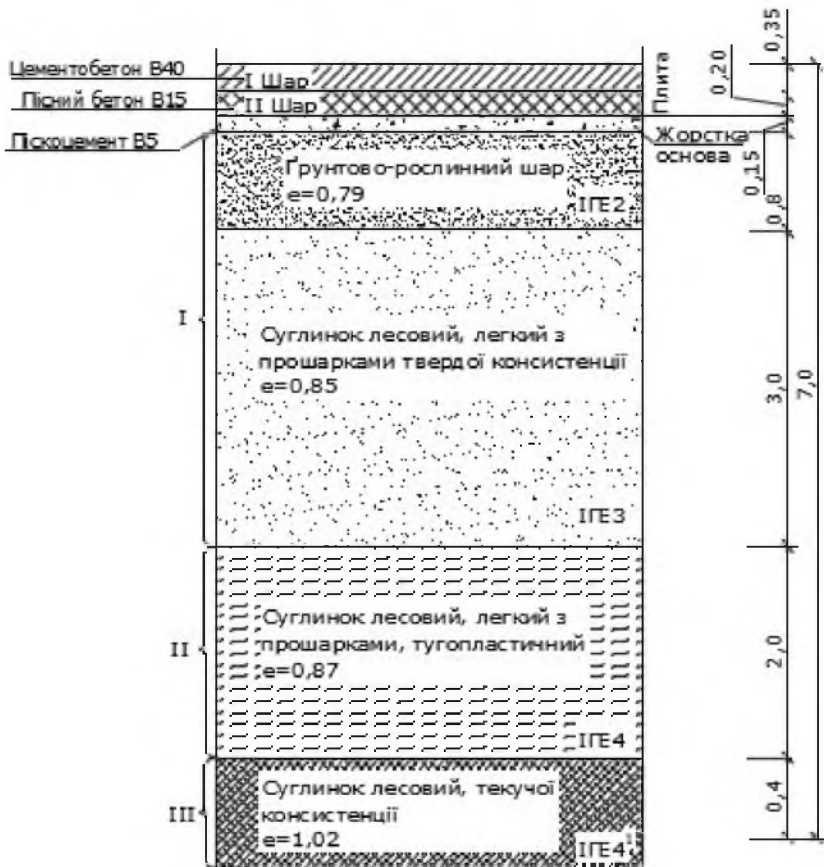 Цементобетон В40
І Шар
Пісний бетон В15
ІІ Шар
Піскоцемент В5
Плита
Жорстка
основа
Ґрунтово-рослинний шар
е=0,79
ІГЕ2
І
Суглинок лесовий, легкий з
прошарками твердої консистенції
е=0,85
ІГЕ3
ІІ
Суглинок лесовий, легкий з
прошарками, тугопластичний
е=0,87
ІГЕ4
ІІІ
Суглинок лесовий, текучої
консистенції
е=1,02
ІГЕ4
0,35
0,20
0,15
0,8
3,0
7,0
2,0
0,4